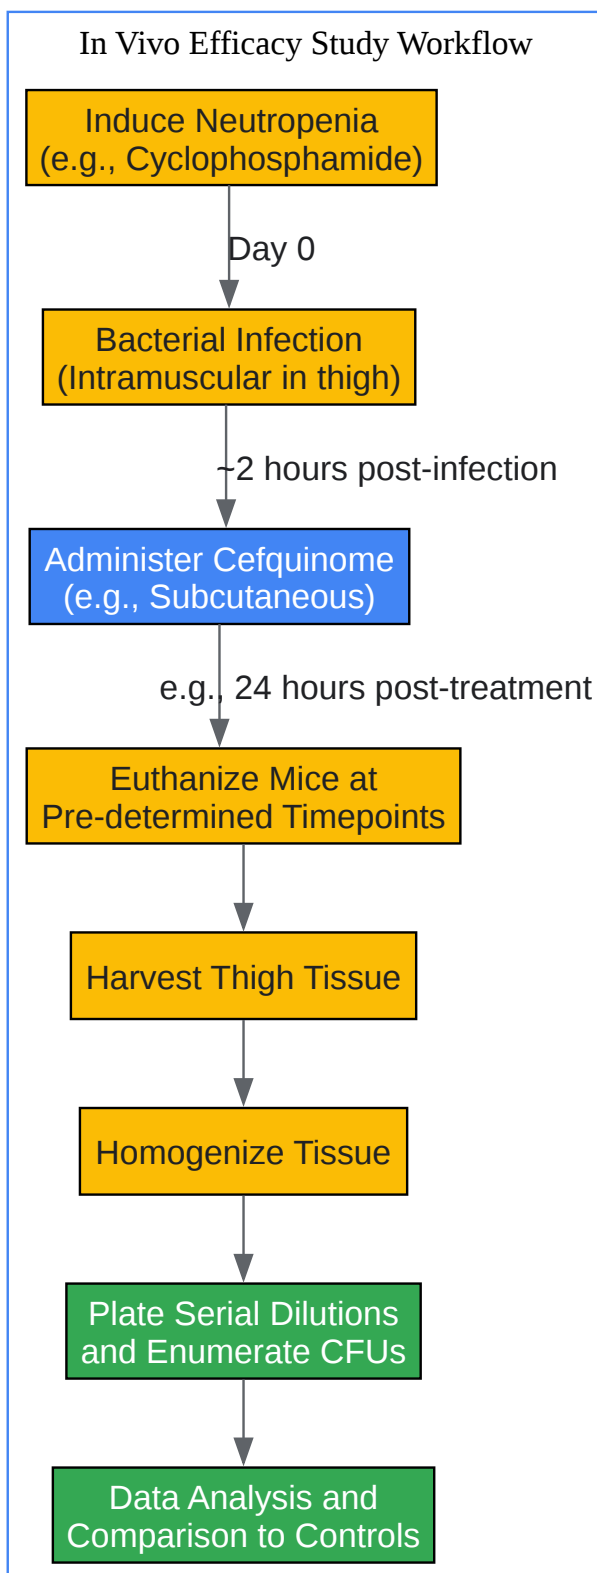 In Vivo Efficacy Study Workflow
Induce Neutropenia
(e.g., Cyclophosphamide)
Day 0
Bacterial Infection
(Intramuscular in thigh)
~2 hours post-infection
Administer Cefquinome
(e.g., Subcutaneous)
e.g., 24 hours post-treatment
Euthanize Mice at
Pre-determined Timepoints
Harvest Thigh Tissue
Homogenize Tissue
Plate Serial Dilutions
and Enumerate CFUs
Data Analysis and
Comparison to Controls